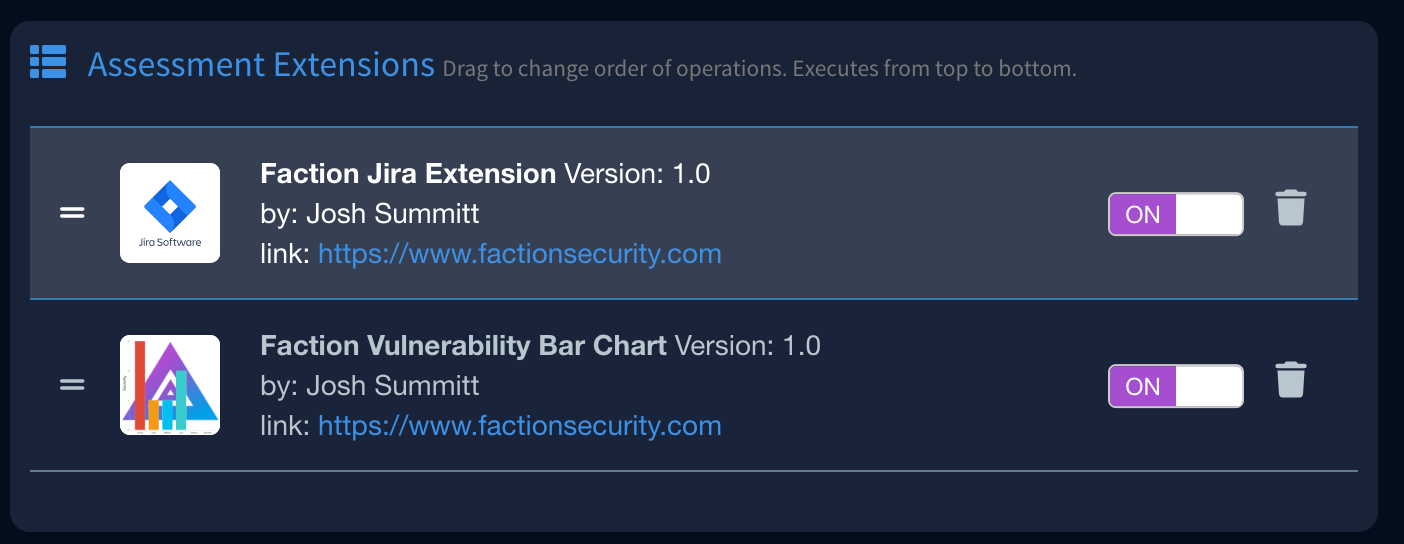 Assessment Extensions Drag to change order of operations. Executes from top to bottom.
Jira Software
Faction Jira Extension Version: 1.0
by: Josh Summitt
link: https://www.factionsecurity.com
ON
Faction Vulnerability Bar Chart Version: 1.0
by: Josh Summitt
link: https://www.factionsecurity.com
ON